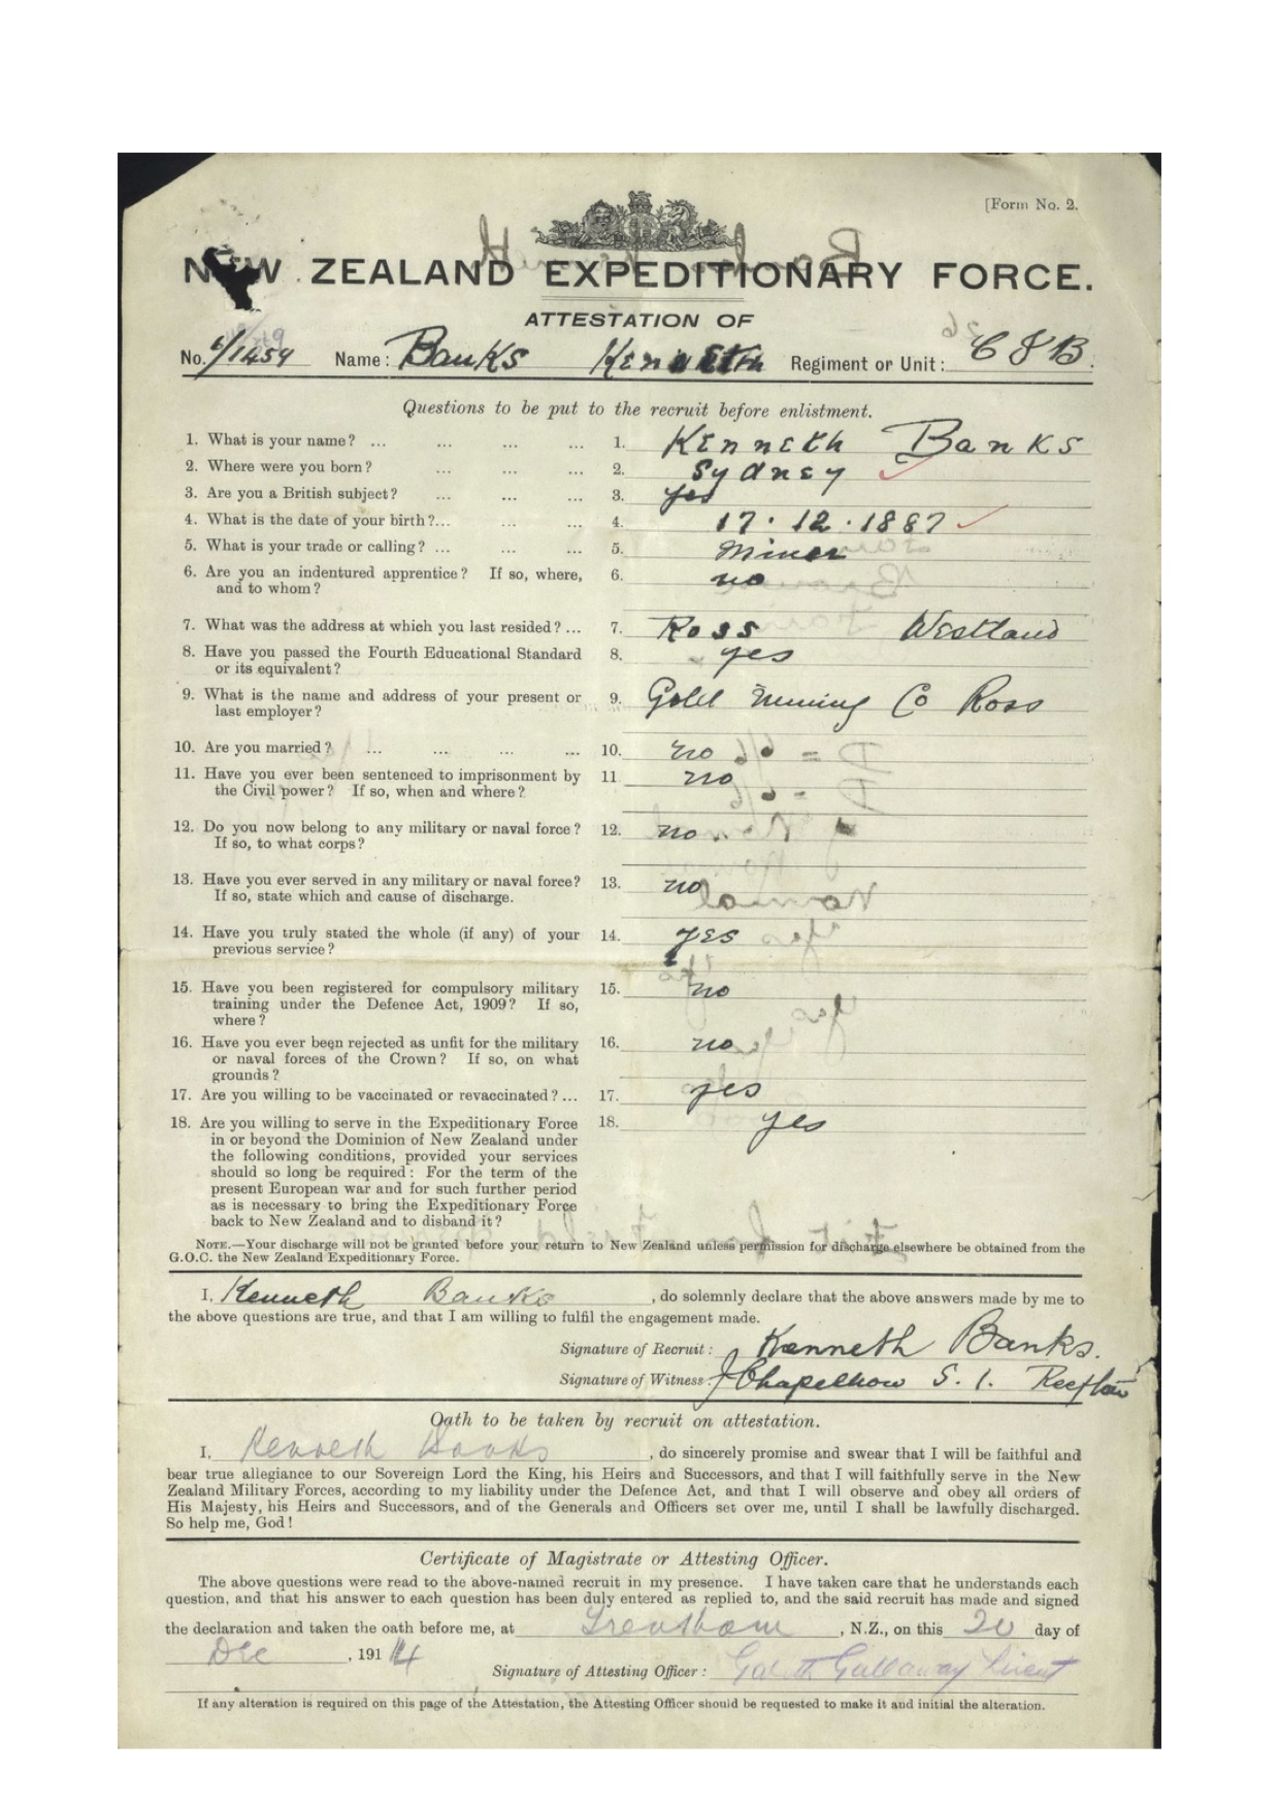 [Form No. 2.
NEW ZEALAND EXPEDITIONARY FORCE.
ATTESTATION OF
No. 6/1459 Name: Banks Kenneth Regiment or Unit: C J B.
Questions to be put to the recruit before enlistment.
1. What is your name? ... ... ... ... 1. Kenneth Banks
2. Where were you born? ... ... ... 2. Sydney
3. Are you a British subject? ... ... ... 3. yes
4. What is the date of your birth?... ... ... 4. 17.12.1887
5. What is your trade or calling? ... ... ... 5. Miner
6. Are you an indentured apprentice? If so, where, 6. no
and to whom?
7. What was the address at which you last resided? ... 7. Ross Westland
8. Have you passed the Fourth Educational Standard 8. yes
or its equivalent?
9. What is the name and address of your present or 9. Gold mining Co Ross
last employer?
10. Are you married? ... ... ... ... 10. no
11. Have you ever been sentenced to imprisonment by 11 no
the Civil power? If so, when and where?
12. Do you now belong to any military or naval force? 12. no
If so, to what corps?
13. Have you ever served in any military or naval force? 13. no
If so, state which and cause of discharge.
14. Have you truly stated the whole (if any) of your 14. yes
previous service?
15. Have you been registered for compulsory military 15. no
training under the Defence Act, 1909? If so,
where?
16. Have you ever been rejected as unfit for the military 16. no
or naval forces of the Crown? If so, on what
grounds?
17. Are you willing to be vaccinated or revaccinated? ... 17. yes
18. Are you willing to serve in the Expeditionary Force 18. yes
in or beyond the Dominion of New Zealand under
the following conditions, provided your services
should so long be required: For the term of the
present European war and for such further period
as is necessary to bring the Expeditionary Force
back to New Zealand and to disband it?
NOTE.—Your discharge will not be granted before your return to New Zealand unless permission for discharge elsewhere be obtained from the
G.O.C. the New Zealand Expeditionary Force.
I, Kenneth Banks, do solemnly declare that the above answers made by me to
the above questions are true, and that I am willing to fulfil the engagement made.
Signature of Recruit: Kenneth Banks.
Signature of Witness: J Chapelhow S. I. Reefton
Oath to be taken by recruit on attestation.
I, Kenneth Banks, do sincerely promise and swear that I will be faithful and
bear true allegiance to our Sovereign Lord the King, his Heirs and Successors, and that I will faithfully serve in the New
Zealand Military Forces, according to my liability under the Defence Act, and that I will observe and obey all orders of
His Majesty, his Heirs and Successors, and of the Generals and Officers set over me, until I shall be lawfully discharged.
So help me, God!
Certificate of Magistrate or Attesting Officer.
The above questions were read to the above-named recruit in my presence. I have taken care that he understands each
question, and that his answer to each question has been duly entered as replied to, and the said recruit has made and signed
the declaration and taken the oath before me, at Trentham, N.Z., on this 20 day of
Dec, 1914
Signature of Attesting Officer: Gallaway Lieut
If any alteration is required on this page of the Attestation, the Attesting Officer should be requested to make it and initial the alteration.